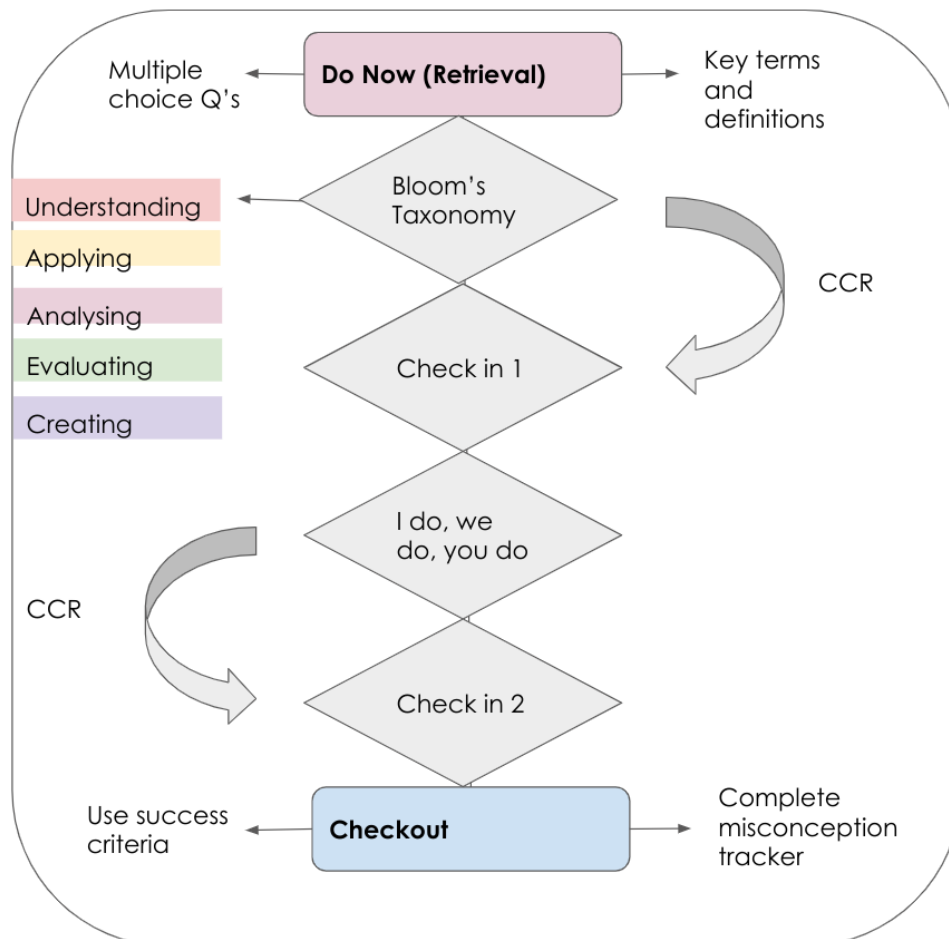 Do Now (Retrieval)
Multiple
choice Q's
Key terms
and
definitions
Bloom's
Taxonomy
Understanding
Applying
Analysing
Evaluating
Creating
CCR
Check in 1
I do, we
do, you do
CCR
Check in 2
Checkout
Use success
criteria
Complete
misconception
tracker